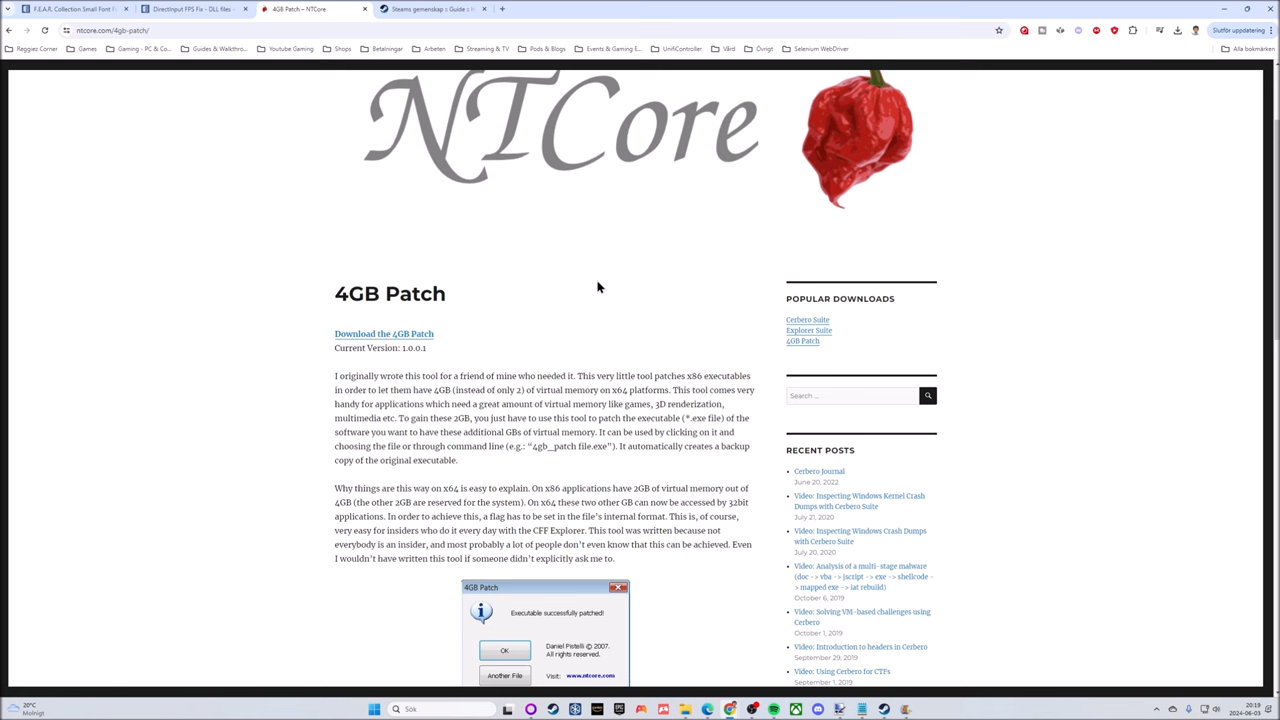 F.E.A.R. Collection Small Font F
DirectInput FPS Fix - DLL files -
4GB Patch – NTCore
Steams gemenskap :: Guide ::
ntcore.com/4gb-patch/
Slutför uppdatering
Reggiez Corner
Games
Gaming - PC & Co...
Guides & Walkthro...
Youtube Gaming
Shops
Betalningar
Arbeten
Streaming & TV
Pods & Blogs
Events & Gaming E...
UnifiController
Vård
Övrigt
Selenium WebDriver
Alla bokmärken
NTCore
4GB Patch
Download the 4GB Patch
Current Version: 1.0.0.1
I originally wrote this tool for a friend of mine who needed it. This very little tool patches x86 executables
in order to let them have 4GB (instead of only 2) of virtual memory on x64 platforms. This tool comes very
handy for applications which need a great amount of virtual memory like games, 3D renderization,
multimedia etc. To gain these 2GB, you just have to use this tool to patch the executable (*.exe file) of the
software you want to have these additional GBs of virtual memory. It can be used by clicking on it and
choosing the file or through command line (e.g.: “4gb_patch file.exe”). It automatically creates a backup
copy of the original executable.
Why things are this way on x64 is easy to explain. On x86 applications have 2GB of virtual memory out of
4GB (the other 2GB are reserved for the system). On x64 these two other GB can now be accessed by 32bit
applications. In order to achieve this, a flag has to be set in the file’s internal format. This is, of course,
very easy for insiders who do it every day with the CFF Explorer. This tool was written because not
everybody is an insider, and most probably a lot of people don’t even know that this can be achieved. Even
I wouldn’t have written this tool if someone didn’t explicitly ask me to.
4GB Patch
Executable successfully patched!
OK
Daniel Pistelli © 2007.
All rights reserved.
Another File
Visit:
www.ntcore.com
POPULAR DOWNLOADS
Cerbero Suite
Explorer Suite
4GB Patch
Search …
RECENT POSTS
Cerbero Journal
June 20, 2022
Video: Inspecting Windows Kernel Crash
Dumps with Cerbero Suite
July 21, 2020
Video: Inspecting Windows Crash Dumps
with Cerbero Suite
July 20, 2020
Video: Analysis of a multi-stage malware
(doc -> vba -> jscript -> exe -> shellcode -
> mapped exe -> iat rebuild)
October 6, 2019
Video: Solving VM-based challenges using
Cerbero
October 1, 2019
Video: Introduction to headers in Cerbero
September 29, 2019
Video: Using Cerbero for CTFs
September 1, 2019
20°C
Molnigt
Sök
20:19
2024-06-03